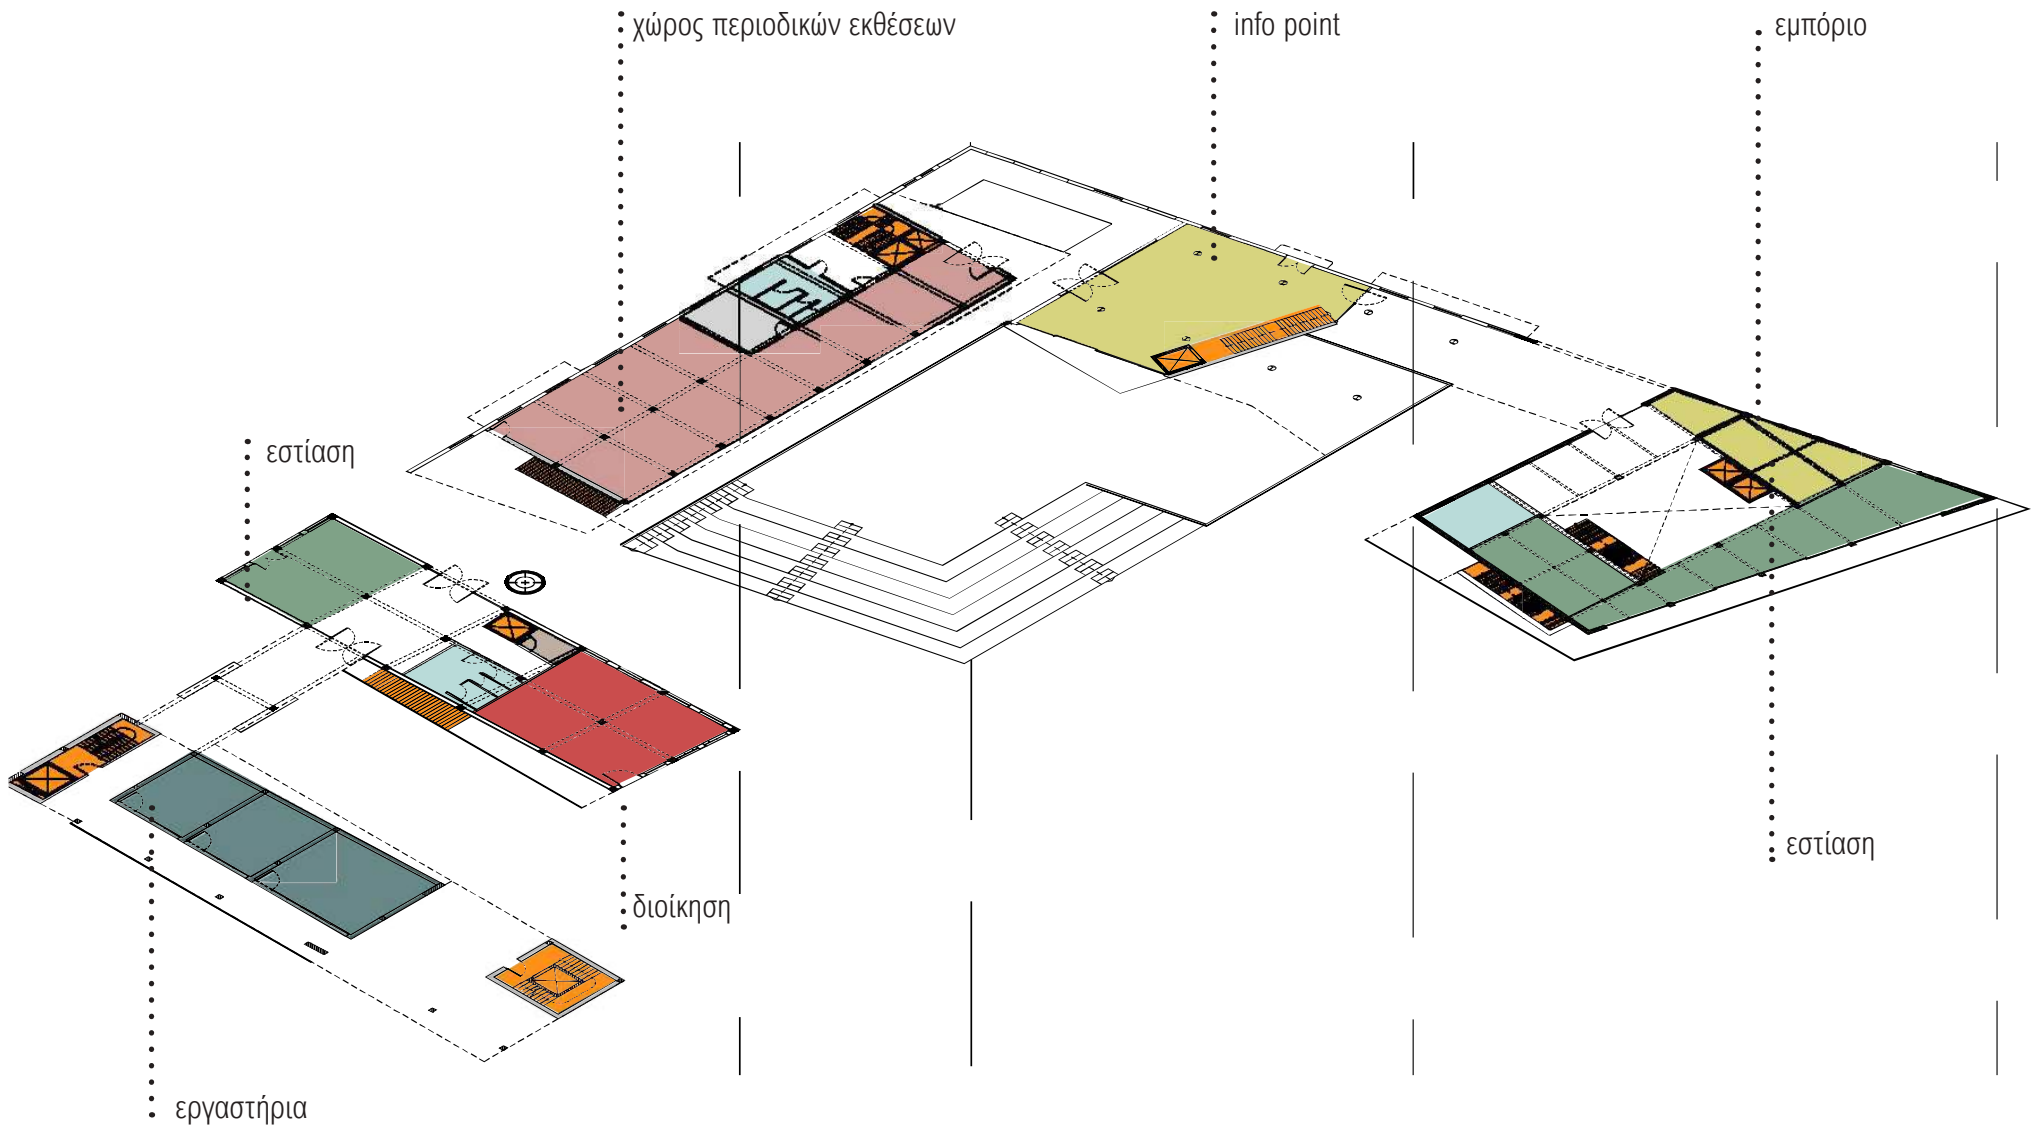 χώρος περιοδικών εκθέσεων
info point
εμπόριο
εστίαση
εστίαση
διοίκηση
εργαστήρια